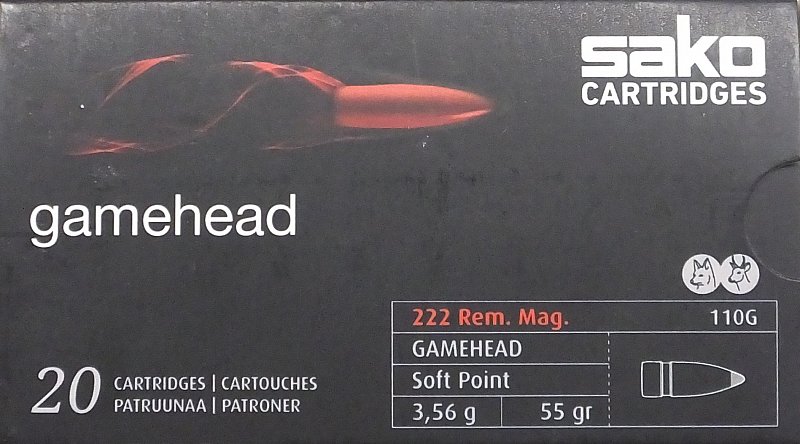 sako
CARTRIDGES
gamehead
222 Rem. Mag. 110G
GAMEHEAD
Soft Point
3,56 g 55 gr
20 CARTRIDGES | CARTOUCHES
PATRUUNAA | PATRONER